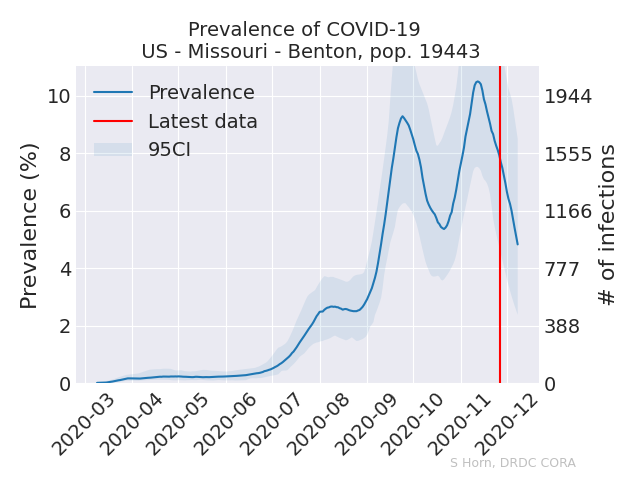 Prevalence of COVID-19
US - Missouri - Benton, pop. 19443
Prevalence
Latest data
95CI
Prevalence (%)
10
8
6
4
2
0
# of infections
1944
1555
1166
777
388
0
2020-03
2020-04
2020-05
2020-06
2020-07
2020-08
2020-09
2020-10
2020-11
2020-12
S Horn, DRDC CORA